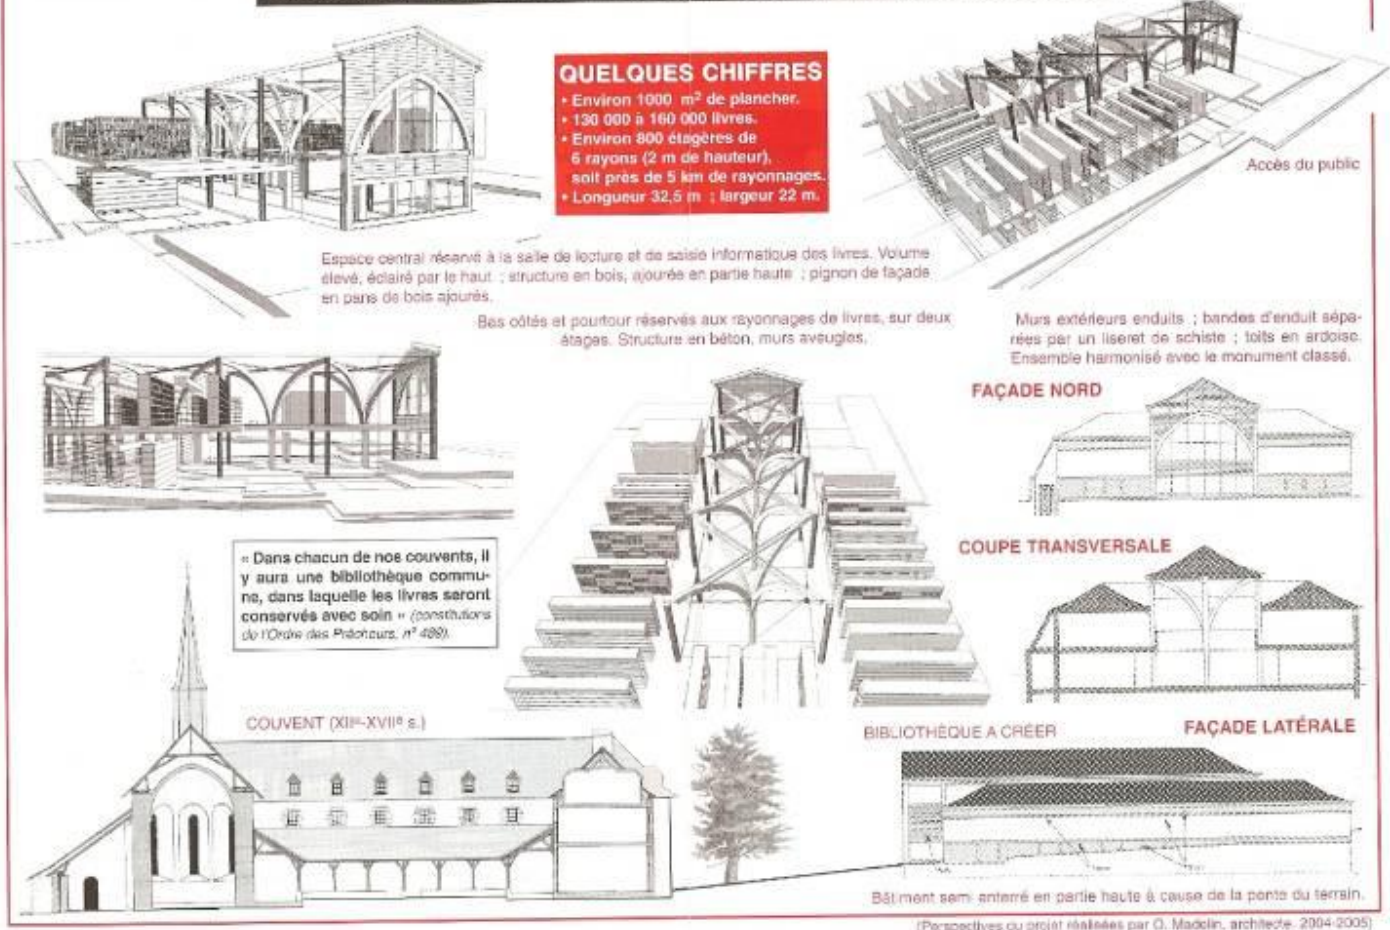 QUELQUES CHIFFRES
• Environ 1000 m² de plancher.
• 130 000 à 160 000 livres.
• Environ 800 étagères de
6 rayons (2 m de hauteur),
soit près de 5 km de rayonnages.
• Longueur 32,5 m ; largeur 22 m.
Accès du public
Espace central réservé à la salle de lecture et de saisie informatique des livres. Volume
élevé, éclairé par le haut ; structure en bois, ajourée en partie haute ; pignon de façade
en pans de bois ajourés.
Bas côtés et pourtour réservés aux rayonnages de livres, sur deux
étages. Structure en béton, murs aveugles.
Murs extérieurs enduits ; bandes d'enduit sépa-
rées par un liseret de schiste ; toits en ardoise.
Ensemble harmonisé avec le monument classé.
FAÇADE NORD
COUPE TRANSVERSALE
« Dans chacun de nos couvents, il
y aura une bibliothèque commu-
ne, dans laquelle les livres seront
conservés avec soin » (constitutions
de l'Ordre des Prêcheurs, n°
COUVENT (XIIe-XVIIe s.)
BIBLIOTHÈQUE A CRÉER
FAÇADE LATÉRALE
Bâtiment semi enterré en partie haute à cause de la pente du terrain.
(Perspectives du projet réalisées par O. Madelin, architecte, 2004-2005)